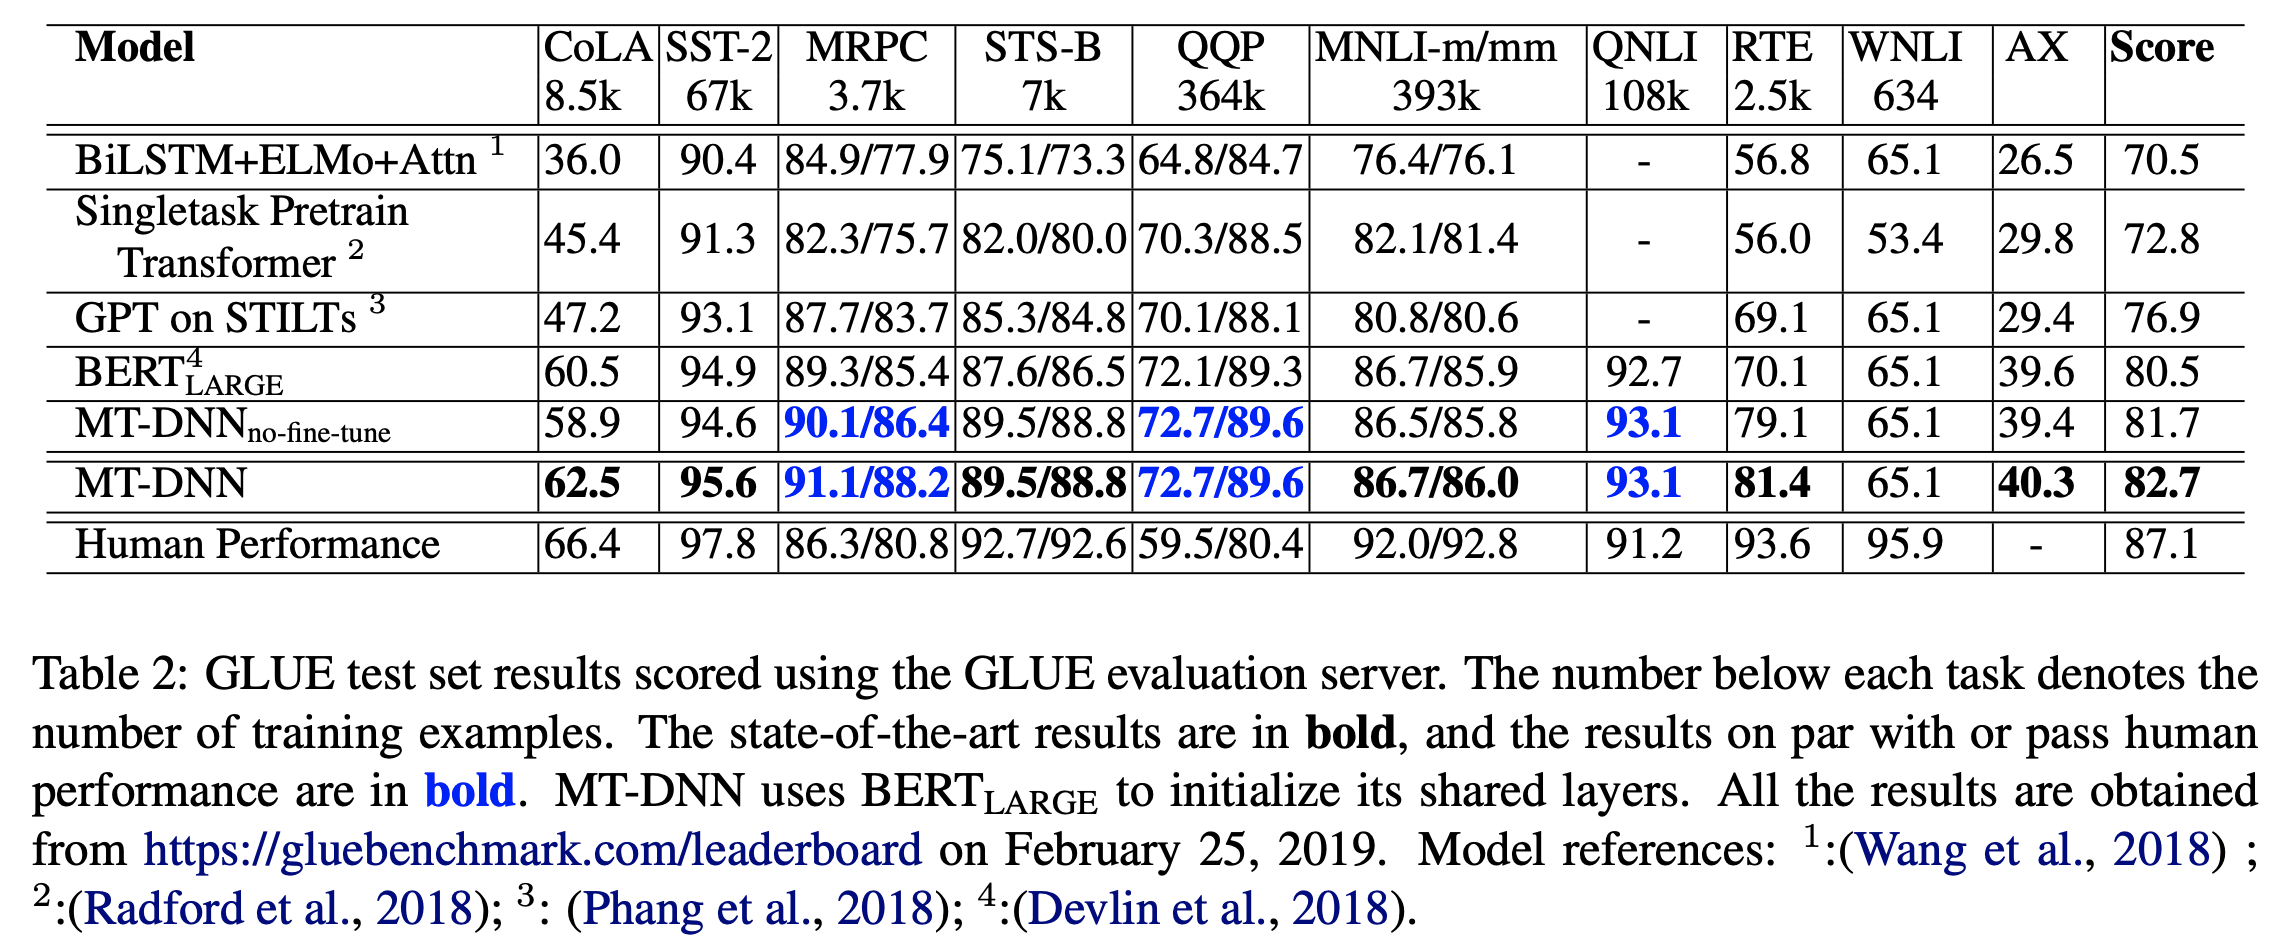 Model CoLA SST-2 MRPC STS-B QQP MNLI-m/mm QNLI RTE WNLI AX Score
8.5k 67k 3.7k 7k 364k 393k 108k 2.5k 634
BiLSTM+ELMo+Attn 1 36.0 90.4 84.9/77.9 75.1/73.3 64.8/84.7 76.4/76.1 - 56.8 65.1 26.5 70.5
Singletask Pretrain
Transformer 2 45.4 91.3 82.3/75.7 82.0/80.0 70.3/88.5 82.1/81.4 - 56.0 53.4 29.8 72.8
GPT on STILTs 3 47.2 93.1 87.7/83.7 85.3/84.8 70.1/88.1 80.8/80.6 - 69.1 65.1 29.4 76.9
BERT4LARGE 60.5 94.9 89.3/85.4 87.6/86.5 72.1/89.3 86.7/85.9 92.7 70.1 65.1 39.6 80.5
MT-DNNno-fine-tune 58.9 94.6 90.1/86.4 89.5/88.8 72.7/89.6 86.5/85.8 93.1 79.1 65.1 39.4 81.7
MT-DNN 62.5 95.6 91.1/88.2 89.5/88.8 72.7/89.6 86.7/86.0 93.1 81.4 65.1 40.3 82.7
Human Performance 66.4 97.8 86.3/80.8 92.7/92.6 59.5/80.4 92.0/92.8 91.2 93.6 95.9 - 87.1
Table 2: GLUE test set results scored using the GLUE evaluation server. The number below each task denotes the
number of training examples. The state-of-the-art results are in bold, and the results on par with or pass human
performance are in bold. MT-DNN uses BERTLARGE to initialize its shared layers. All the results are obtained
from https://gluebenchmark.com/leaderboard on February 25, 2019. Model references: 1:(Wang et al., 2018) ;
2:(Radford et al., 2018); 3: (Phang et al., 2018); 4:(Devlin et al., 2018).